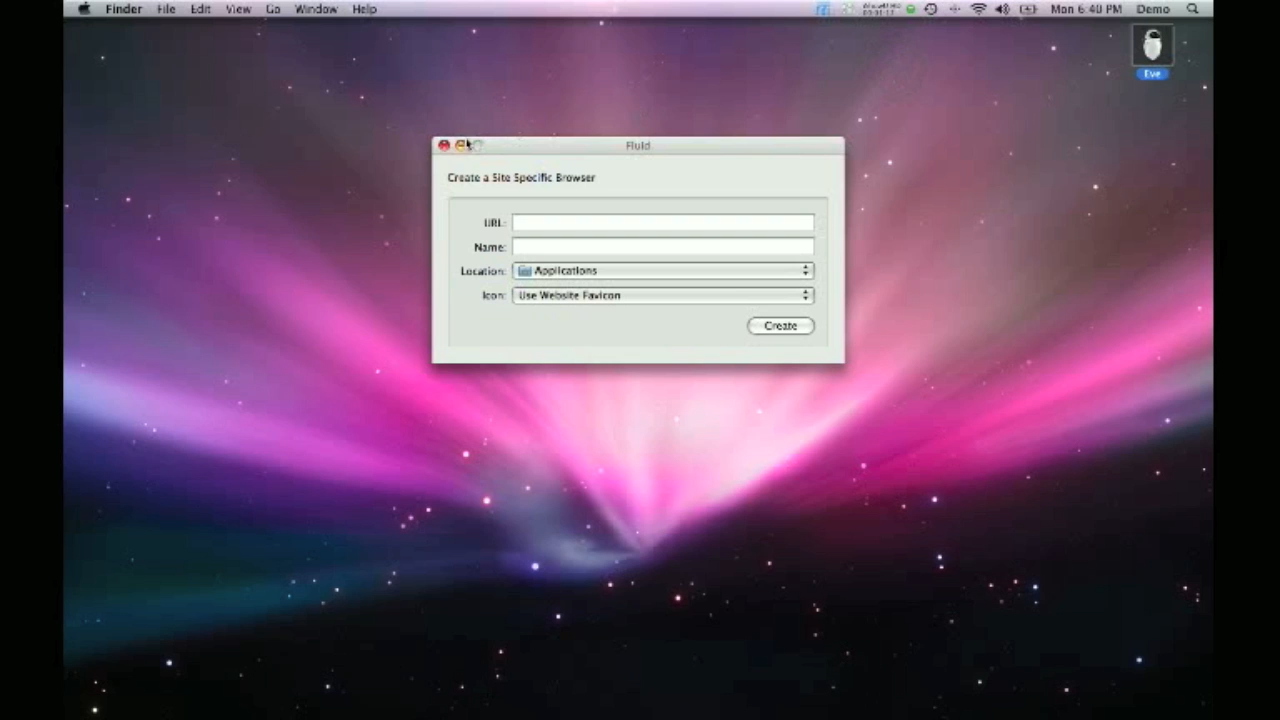 Finder File Edit View Go Window Help Mon 6:40 PM Demo
Eve
Fluid
Create a Site Specific Browser
URL:
Name:
Location: Applications
Icon: Use Website Favicon
Create